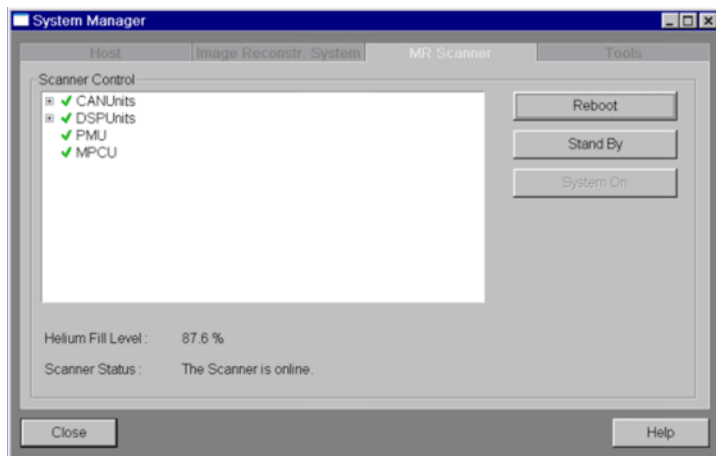 System Manager
Host Image Reconstr. System MR Scanner Tools
Scanner Control
CANUnits
DSPUnits
PMU
MPCU
Reboot
Stand By
System On
Helium Fill Level : 87.6 %
Scanner Status : The Scanner is online.
Close Help